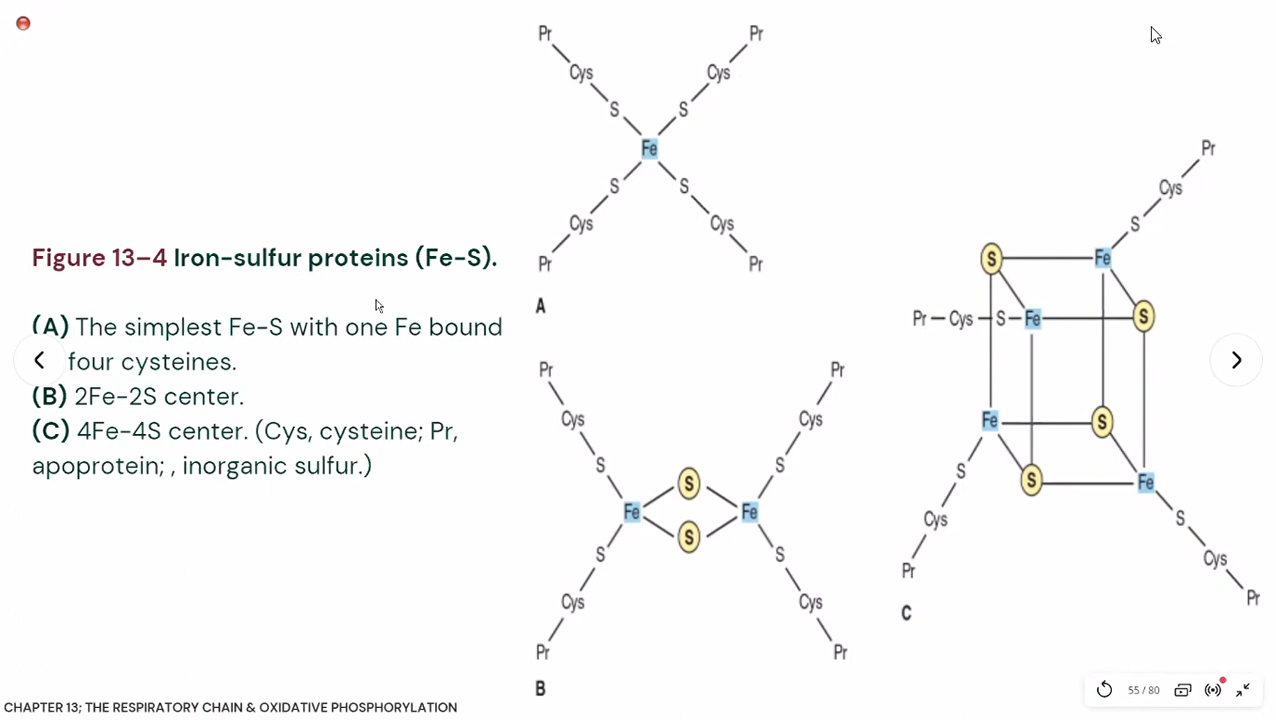 Figure 13–4 Iron-sulfur proteins (Fe-S).
(A) The simplest Fe-S with one Fe bound
four cysteines.
(B) 2Fe-2S center.
(C) 4Fe-4S center. (Cys, cysteine; Pr,
apoprotein; , inorganic sulfur.)
Pr Pr
Cys Cys
S S
Fe
S S
Cys Cys
Pr Pr
A
Pr Pr
Cys Cys
S S
S
Fe Fe
S
S S
Cys Cys
Pr Pr
B
Pr
Cys
S
S Fe
Pr Cys S Fe S
Fe S
S Fe
S S
Cys Cys
Pr Pr
C
55 / 80
CHAPTER 13; THE RESPIRATORY CHAIN & OXIDATIVE PHOSPHORYLATION